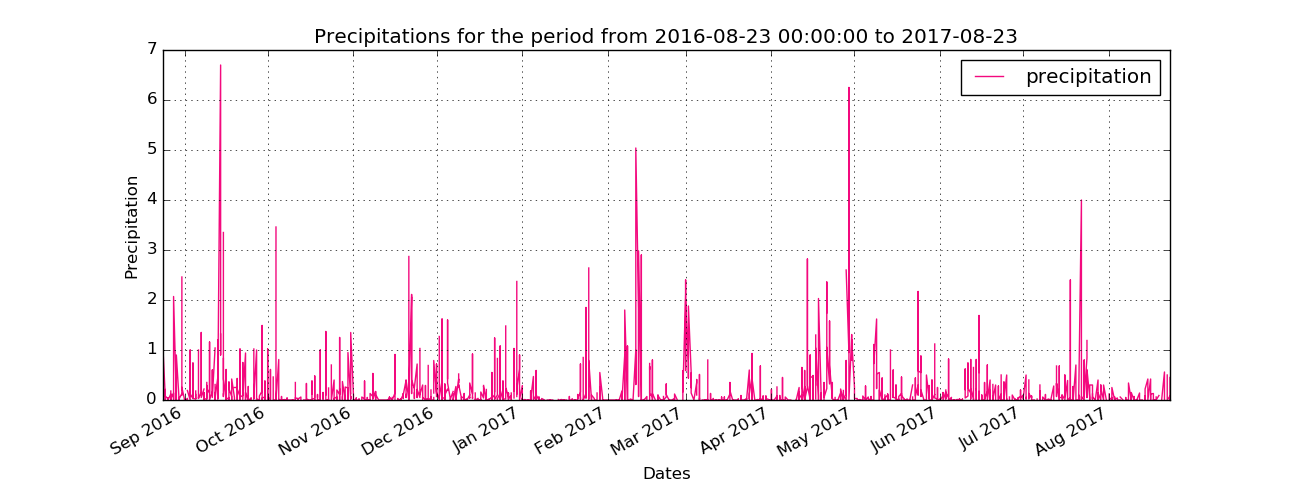 Precipitations for the period from 2016-08-23 00:00:00 to 2017-08-23
precipitation
7
6
5
4
3
2
1
0
Precipitation
Sep 2016
Oct 2016
Nov 2016
Dec 2016
Jan 2017
Feb 2017
Mar 2017
Apr 2017
May 2017
Jun 2017
Jul 2017
Aug 2017
Dates